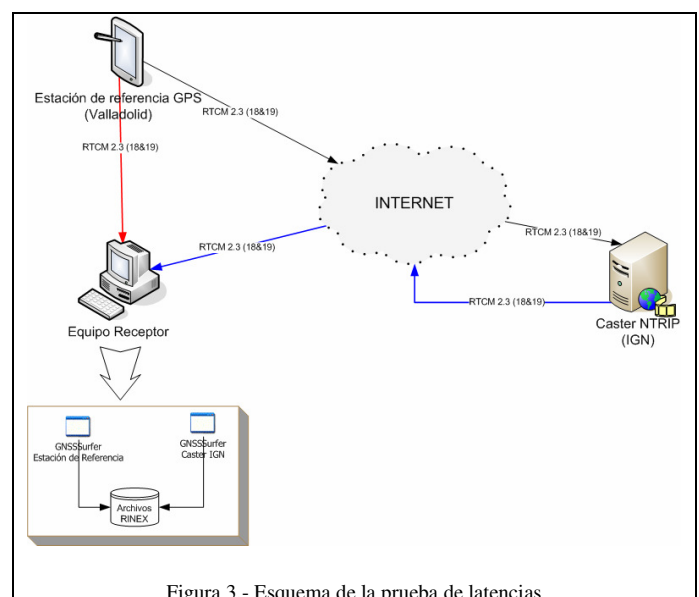 Estación de referencia GPS
(Valladolid)
RTCM 2.3 (18&19)
RTCM 2.3 (18&19)
INTERNET
RTCM 2.3 (18&19)
RTCM 2.3 (18&19)
RTCM 2.3 (18&19)
Equipo Receptor
Caster NTRIP
(IGN)
GNSSSurfer
Estación de Referencia
GNSSSurfer
Caster IGN
Archivos
RINEX
Figura 3 - Esquema de la prueba de latencias